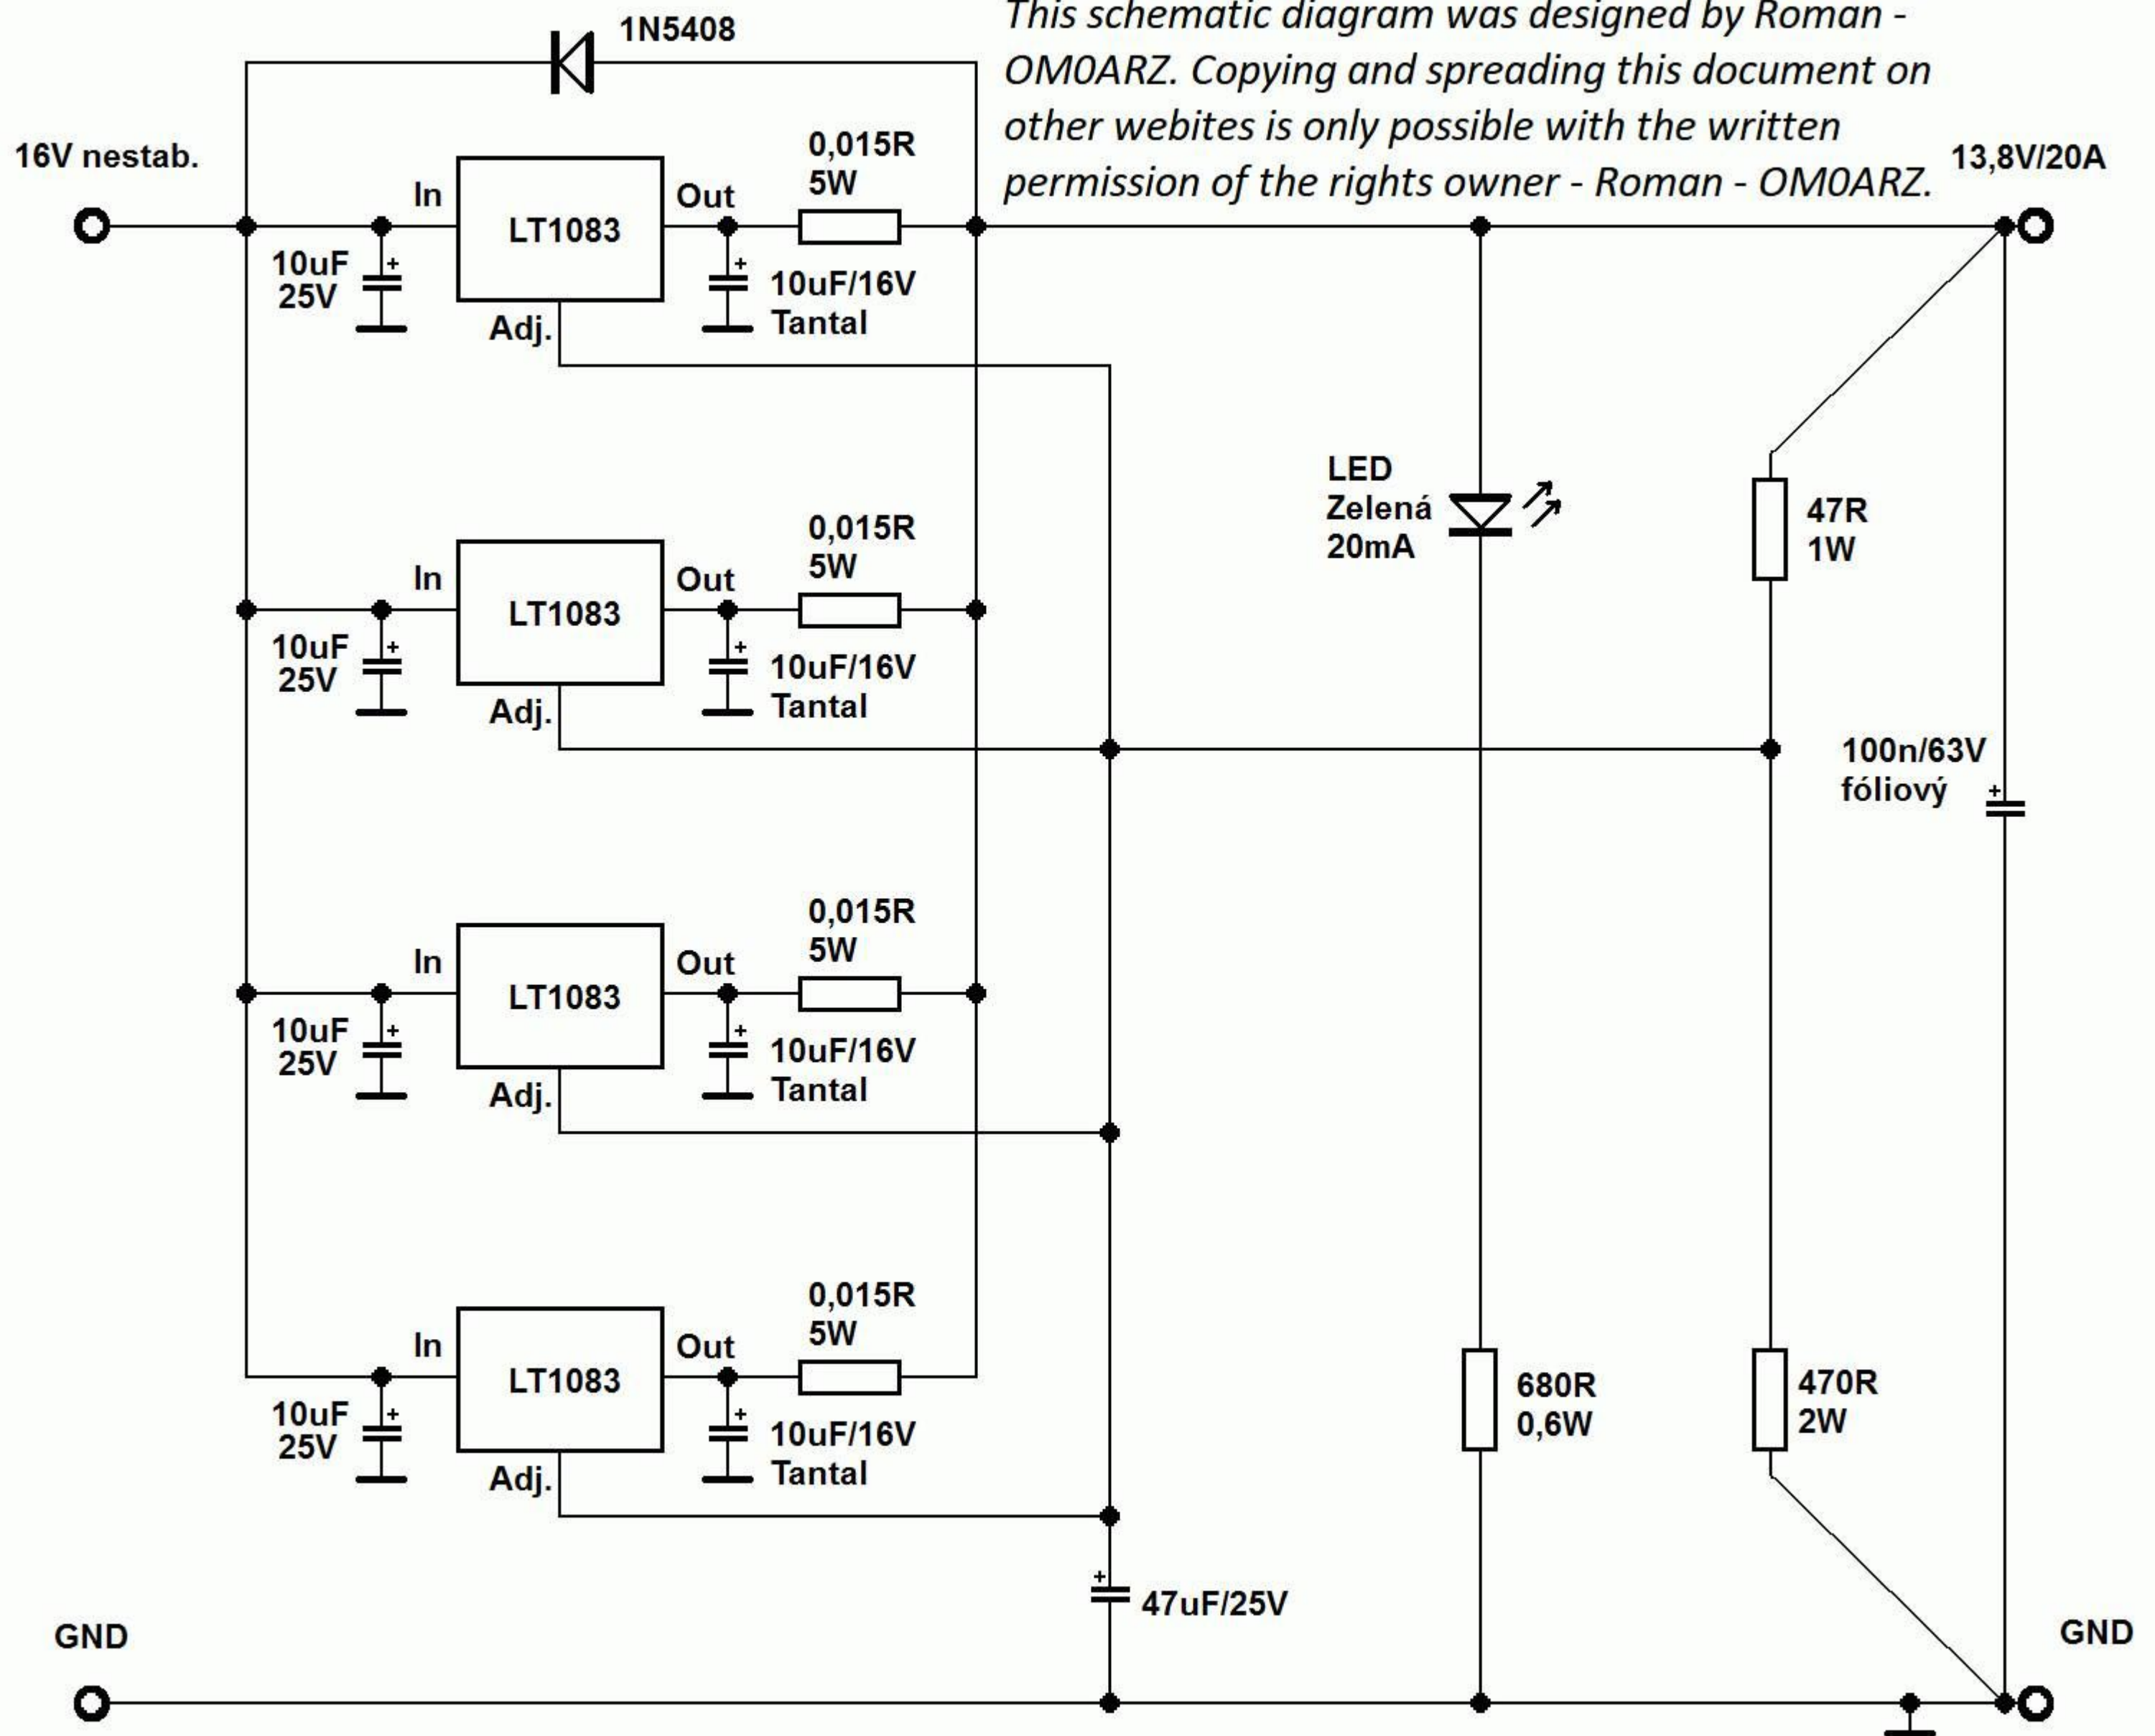 1N5408
This schematic diagram was designed by Roman -
OM0ARZ. Copying and spreading this document on
other webites is only possible with the written
permission of the rights owner - Roman - OM0ARZ.
16V nestab.
13,8V/20A
0,015R
5W
In
LT1083
Out
10uF
25V
+
+
10uF/16V
Tantal
Adj.
LED
Zelená
20mA
47R
1W
0,015R
5W
In
LT1083
Out
10uF
25V
+
+
10uF/16V
Tantal
Adj.
100n/63V
fóliový
+
0,015R
5W
In
LT1083
Out
10uF
25V
+
+
10uF/16V
Tantal
Adj.
0,015R
5W
In
LT1083
Out
10uF
25V
+
+
10uF/16V
Tantal
Adj.
680R
0,6W
470R
2W
+
47uF/25V
GND
GND